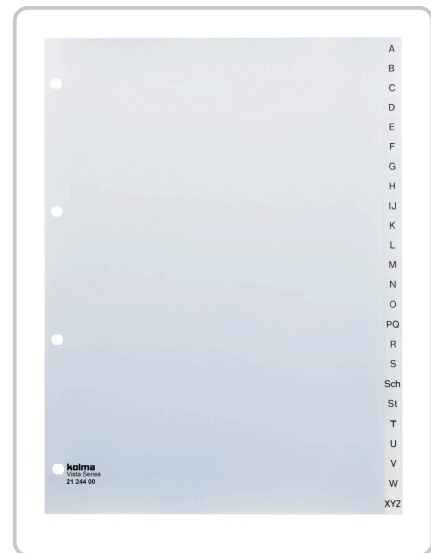 A
B
C
D
E
F
G
H
IJ
K
L
M
N
O
PQ
R
S
Sch
St
T
U
V
W
XYZ
kolma
Vista Series
21 244 00